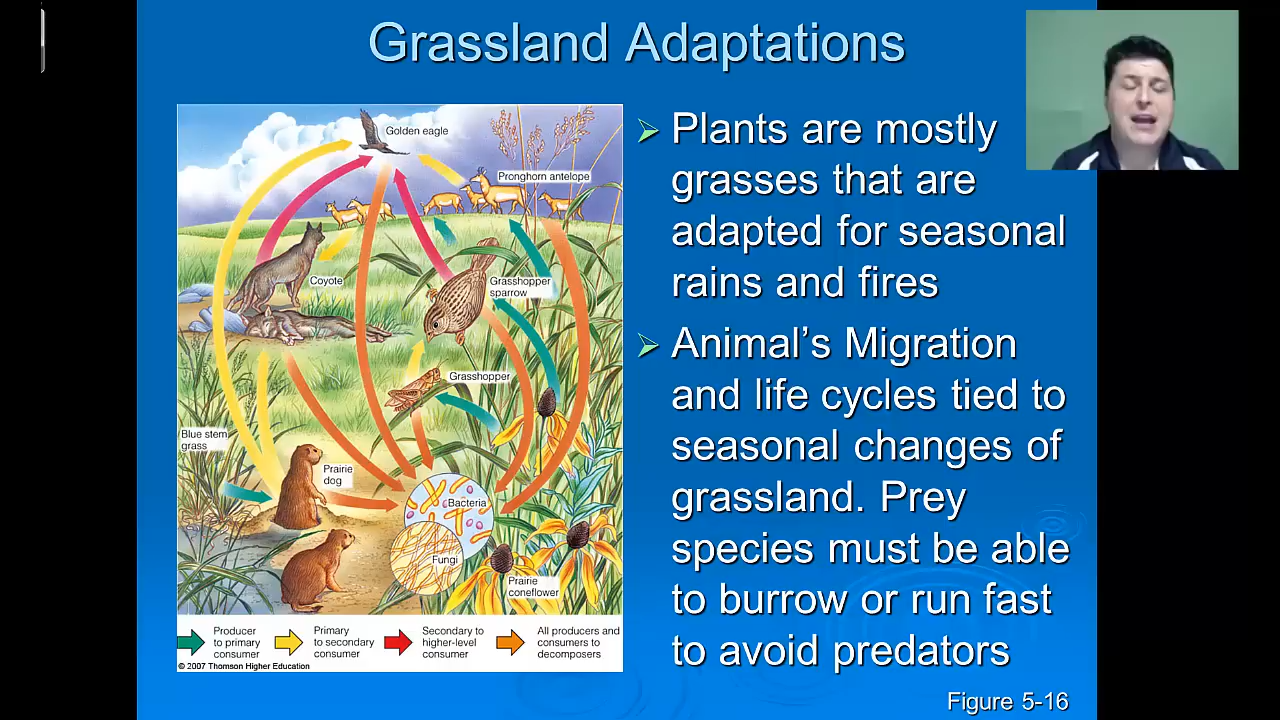 Grassland Adaptations
Golden eagle
Pronghorn antelope
Coyote
Grasshopper
sparrow
Grasshopper
Blue stem
grass
Prairie
dog
Bacteria
Fungi
Prairie
coneflower
Producer
to primary
consumer
Primary
to secondary
consumer
Secondary to
higher-level
consumer
All producers and
consumers to
decomposers
© 2007 Thomson Higher Education
➢ Plants are mostly
grasses that are
adapted for seasonal
rains and fires
➢ Animal’s Migration
and life cycles tied to
seasonal changes of
grassland. Prey
species must be able
to burrow or run fast
to avoid predators
Figure 5-16